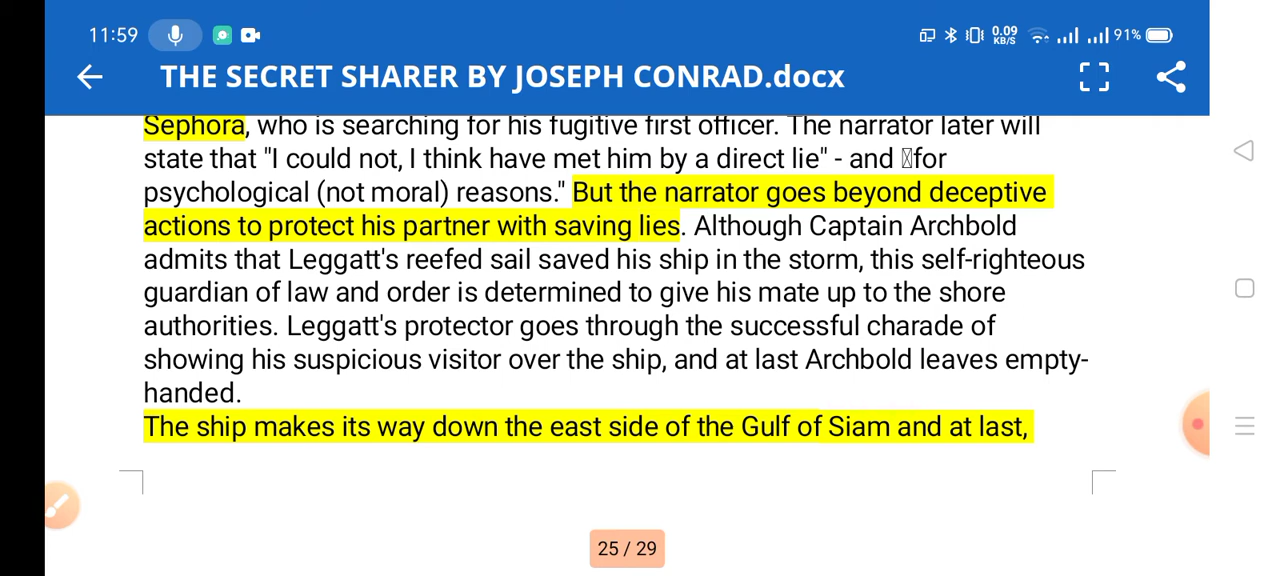 11:59 0.09 KB/S 91%
THE SECRET SHARER BY JOSEPH CONRAD.docx
Sephora, who is searching for his fugitive first officer. The narrator later will
state that "I could not, I think have met him by a direct lie" - and for
psychological (not moral) reasons." But the narrator goes beyond deceptive
actions to protect his partner with saving lies. Although Captain Archbold
admits that Leggatt's reefed sail saved his ship in the storm, this self-righteous
guardian of law and order is determined to give his mate up to the shore
authorities. Leggatt's protector goes through the successful charade of
showing his suspicious visitor over the ship, and at last Archbold leaves empty-
handed.
The ship makes its way down the east side of the Gulf of Siam and at last,
25 / 29